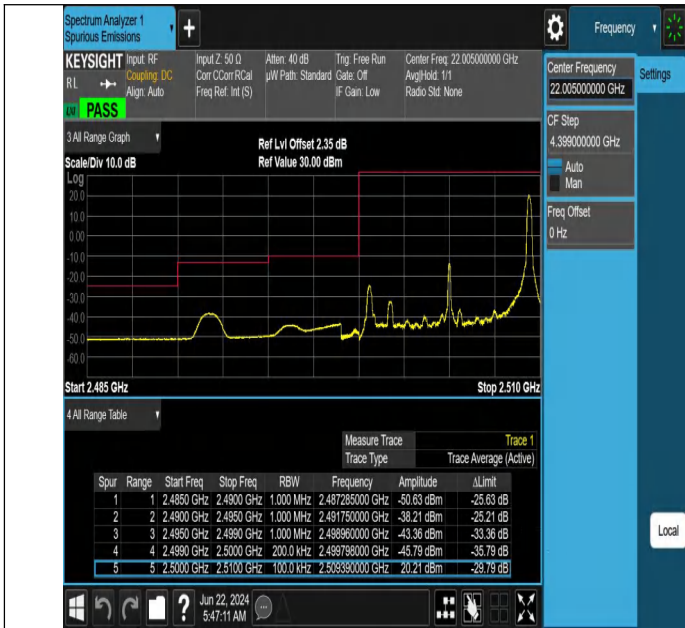 Spectrum Analyzer 1
Spurious Emissions
Frequency
KEYSIGHT
RL
PASS
Input: RF
Coupling: DC
Align: Auto
Input Z: 50 Ω
Corr CCorr RCal
Freq Ref: Int (S)
Atten: 40 dB
µW Path: Standard
Trig: Free Run
Gate: Off
IF Gain: Low
Center Freq: 22.005000000 GHz
Avg|Hold: 1/1
Radio Std: None
Center Frequency
22.005000000 GHz
Settings
CF Step
4.399000000 GHz
Auto
Man
Freq Offset
0 Hz
3 All Range Graph
Ref Lvl Offset 2.35 dB
Scale/Div 10.0 dB
Ref Value 30.00 dBm
Log
20.0
10.0
0.00
-10.0
-20.0
-30.0
-40.0
-50.0
-60.0
Start 2.485 GHz
Stop 2.510 GHz
4 All Range Table
Measure Trace Trace 1
Trace Type Trace Average (Active)
Spur Range Start Freq Stop Freq RBW Frequency Amplitude ΔLimit
1 1 2.4850 GHz 2.4900 GHz 1.000 MHz 2.487285000 GHz -50.63 dBm -25.63 dB
2 2 2.4900 GHz 2.4950 GHz 1.000 MHz 2.491750000 GHz -38.21 dBm -25.21 dB
3 3 2.4950 GHz 2.4990 GHz 1.000 MHz 2.498960000 GHz -43.36 dBm -33.36 dB
4 4 2.4990 GHz 2.5000 GHz 200.0 kHz 2.499798000 GHz -45.79 dBm -35.79 dB
5 5 2.5000 GHz 2.5100 GHz 100.0 kHz 2.509390000 GHz 20.21 dBm -29.79 dB
Local
?
Jun 22, 2024
5:47:11 AM